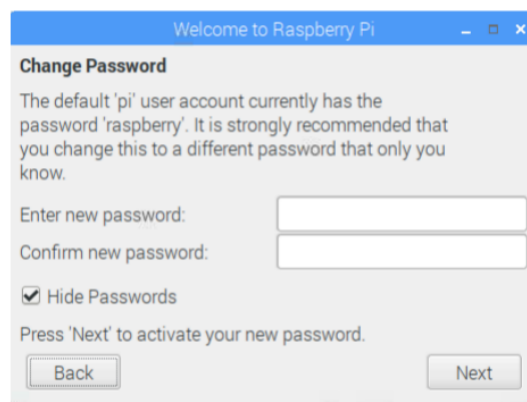 Welcome to Raspberry Pi
Change Password
The default 'pi' user account currently has the
password 'raspberry'. It is strongly recommended that
you change this to a different password that only you
know.
Enter new password:
Confirm new password:
Hide Passwords
Press 'Next' to activate your new password.
Back Next